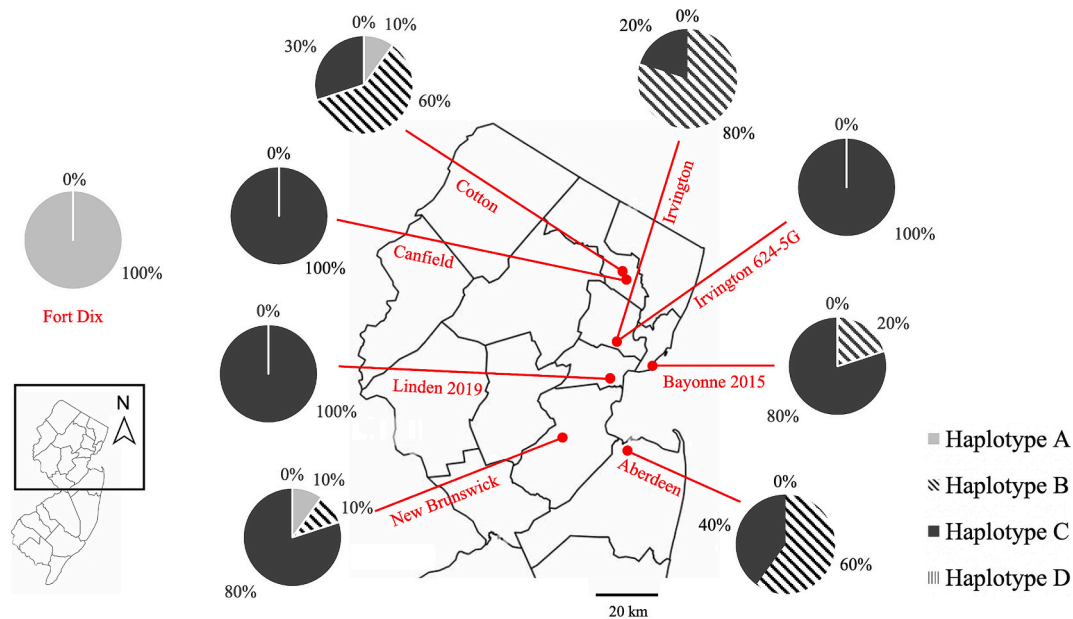 0% 10%
30%
60%
0%
20%
80%
0%
100%
0%
100%
0%
100%
Fort Dix
Cotton
Canfield
Irvington
Irvington 624-5G
0%
100%
Linden 2019
Bayonne 2015
0%
20%
80%
N
New Brunswick
Aberdeen
0% 10%
10%
80%
0%
40%
60%
20 km
Haplotype A
Haplotype B
Haplotype C
Haplotype D